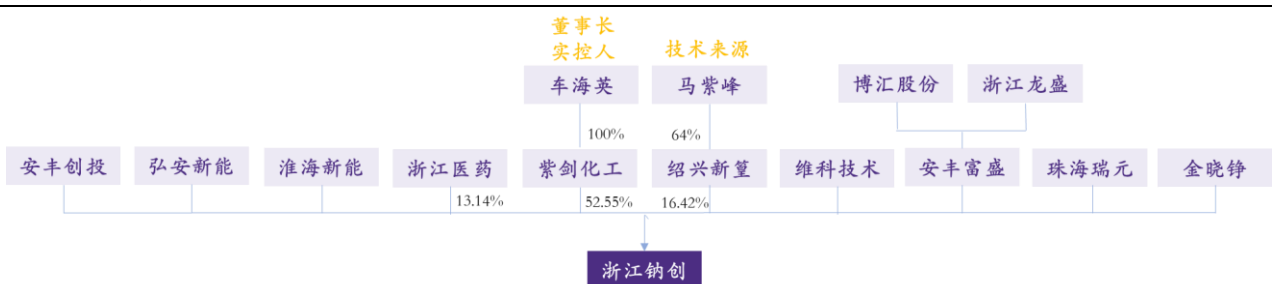 董事长
实控人
技术来源
车海英
马紫峰
博汇股份
浙江龙盛
100%
64%
安丰创投
弘安新能
淮海新能
浙江医药
紫剑化工
绍兴新篁
维科技术
安丰富盛
珠海瑞元
金晓铮
13.14%
52.55%
16.42%
浙江钠创